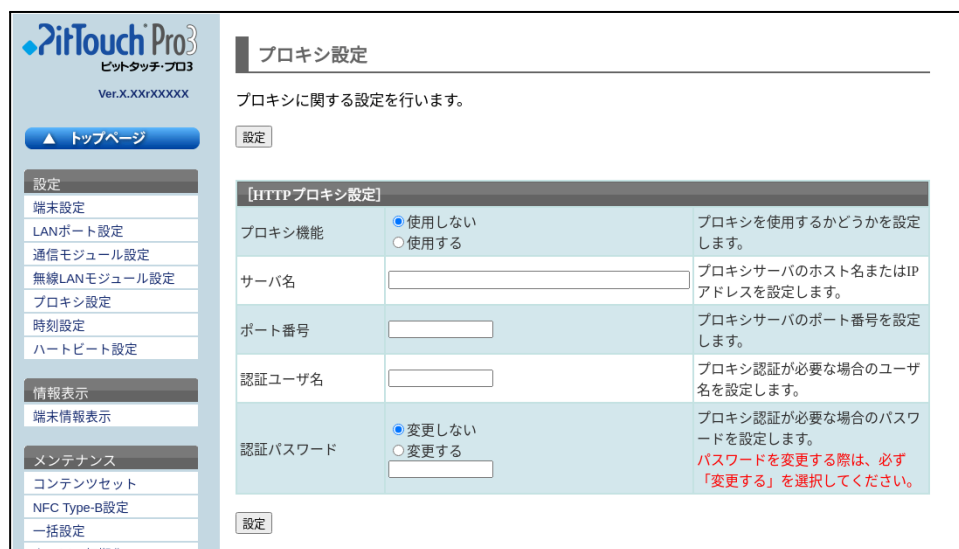 PitTouch Pro3
ピットタッチ・プロ3
Ver.X.XXrXXXXX
▲ トップページ
設定
端末設定
LANポート設定
通信モジュール設定
無線LANモジュール設定
プロキシ設定
時刻設定
ハートビート設定
情報表示
端末情報表示
メンテナンス
コンテンツセット
NFC Type-B設定
一括設定
プロキシ設定
プロキシに関する設定を行います。
設定
[HTTPプロキシ設定]
プロキシ機能
使用しない
使用する
プロキシを使用するかどうかを設定
します。
サーバ名
プロキシサーバのホスト名またはIP
アドレスを設定します。
ポート番号
プロキシサーバのポート番号を設定
します。
認証ユーザ名
プロキシ認証が必要な場合のユーザ
名を設定します。
認証パスワード
変更しない
変更する
プロキシ認証が必要な場合のパスワ
ードを設定します。
パスワードを変更する際は、必ず
「変更する」を選択してください。
設定